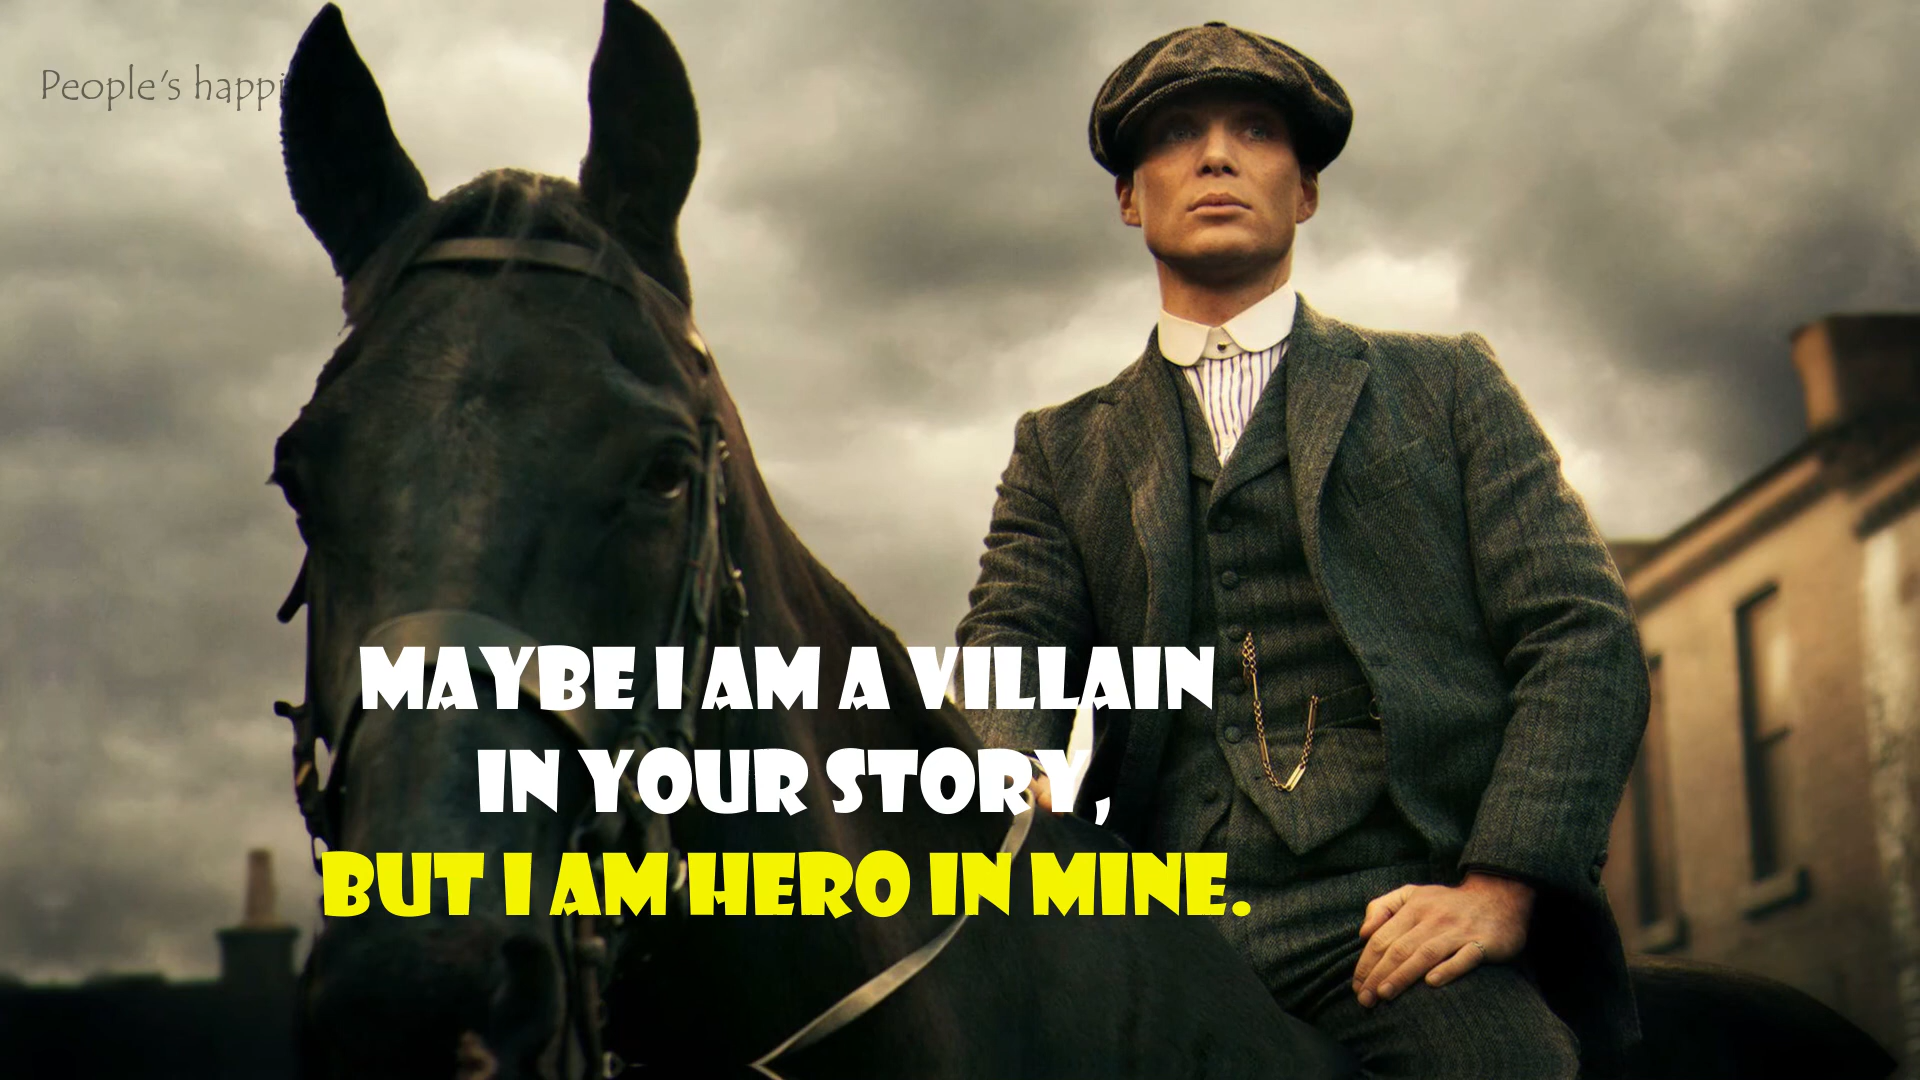 People's happi
MAYBE I AM A VILLAIN
IN YOUR STORY,
BUT I AM HERO IN MINE.